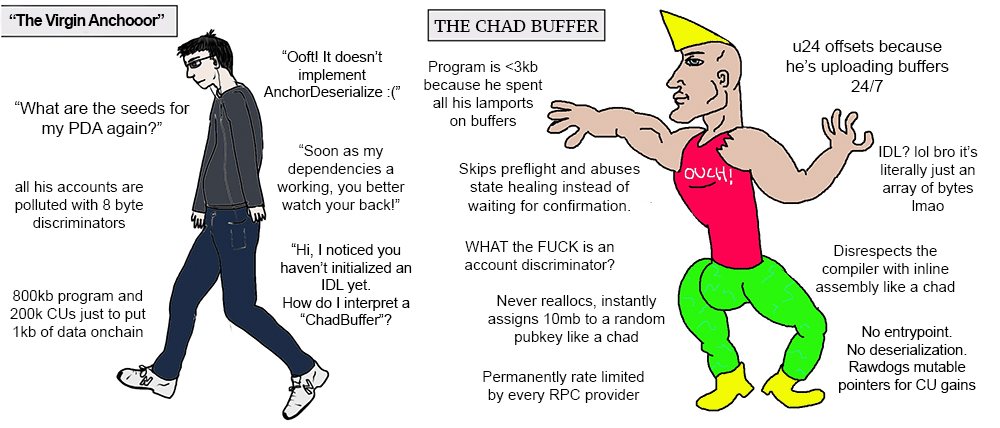 “The Virgin Anchooor”
“Ooft! It doesn’t
implement
AnchorDeserialize :(”
“What are the seeds for
my PDA again?”
“Soon as my
dependencies a
working, you better
watch your back!”
all his accounts are
polluted with 8 byte
discriminators
“Hi, I noticed you
haven’t initialized an
IDL yet.
How do I interpret a
“ChadBuffer”?
800kb program and
200k CUs just to put
1kb of data onchain
THE CHAD BUFFER
Program is <3kb
because he spent
all his lamports
on buffers
u24 offsets because
he’s uploading buffers
24/7
OUCH!
IDL? lol bro it’s
literally just an
array of bytes
lmao
Skips preflight and abuses
state healing instead of
waiting for confirmation.
WHAT the FUCK is an
account discriminator?
Disrespects the
compiler with inline
assembly like a chad
Never reallocs, instantly
assigns 10mb to a random
pubkey like a chad
No entrypoint.
No deserialization.
Rawdogs mutable
pointers for CU gains
Permanently rate limited
by every RPC provider